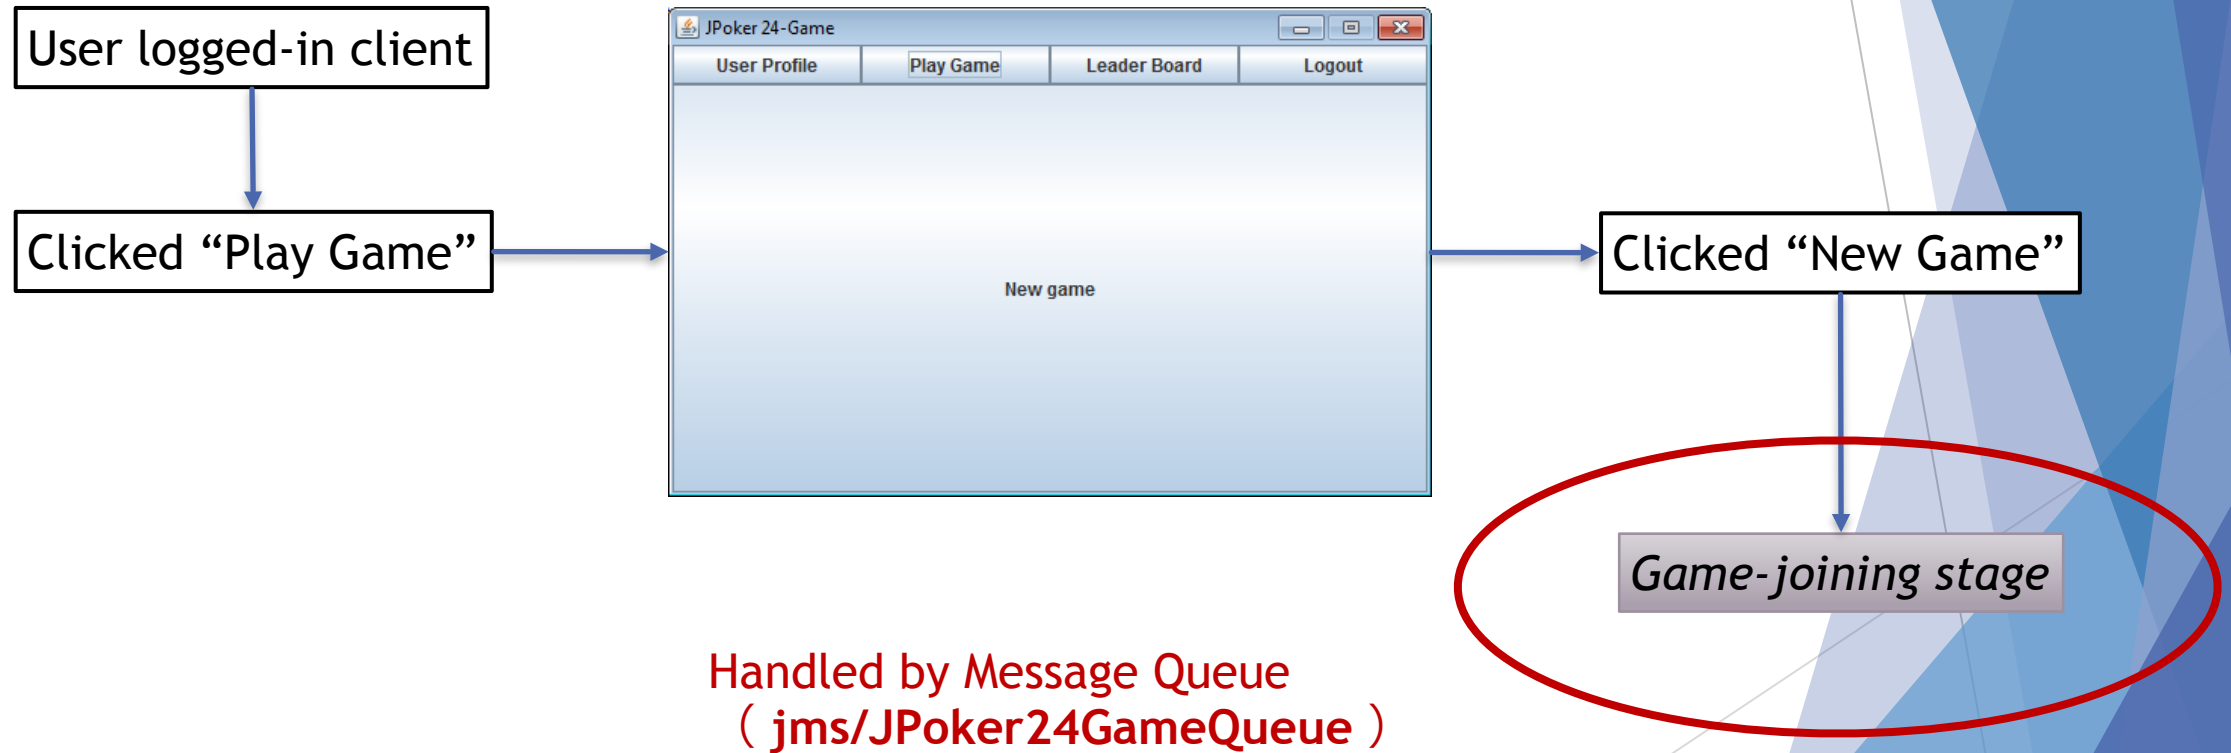 User logged-in client
JPoker 24-Game
User Profile
Play Game
Leader Board
Logout
Clicked “Play Game”
New game
Clicked “New Game”
Game-joining stage
Handled by Message Queue
（ jms/JPoker24GameQueue ）